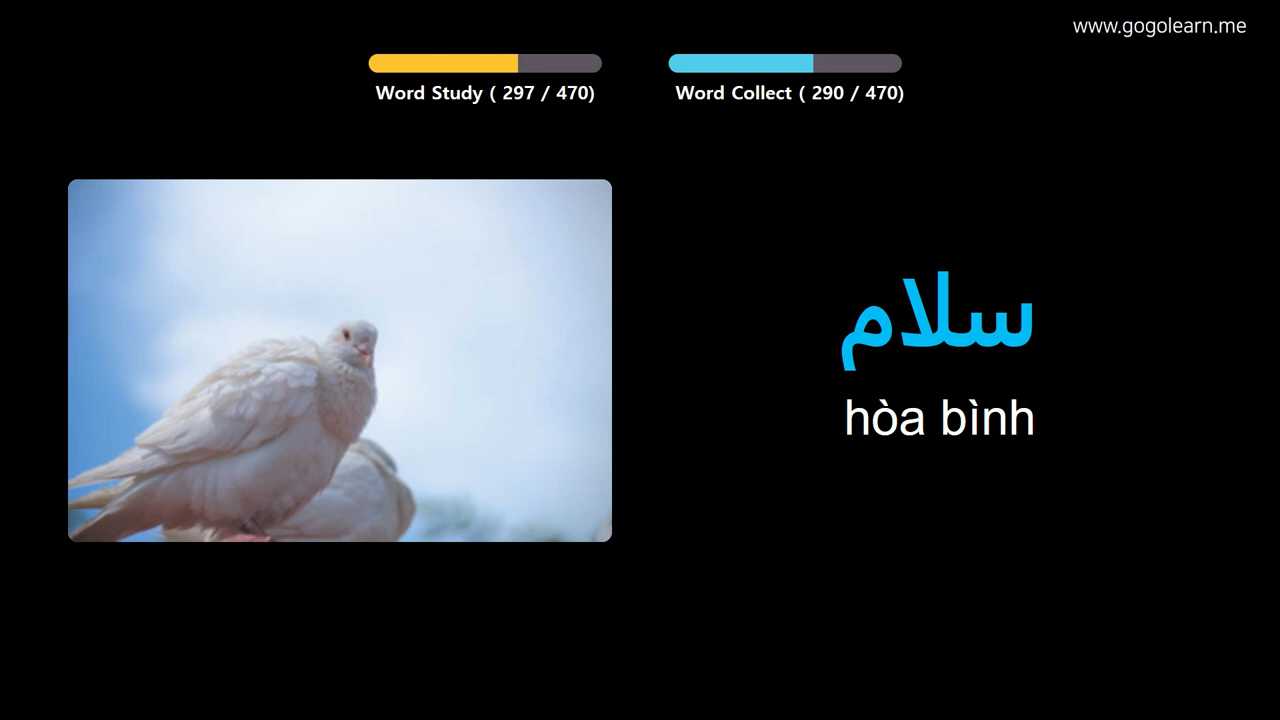 www.gogolearn.me
Word Study ( 297 / 470)
Word Collect ( 290 / 470)
سلام
hòa bình